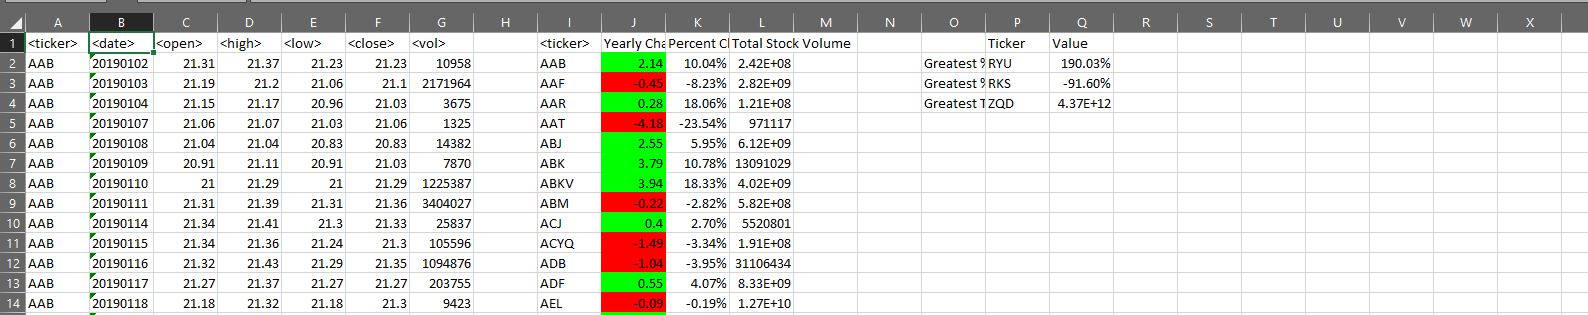 A B C D E F G H I J K L M N O P Q R S T U V W X
1 <ticker> <date> <open> <high> <low> <close> <vol> <ticker> Yearly Cha Percent Cl Total Stock Volume Ticker Value
2 AAB 20190102 21.31 21.37 21.23 21.23 10958 AAB 2.14 10.04% 2.42E+08 Greatest % RYU 190.03%
3 AAB 20190103 21.19 21.2 21.06 21.1 2171964 AAF -0.45 -8.23% 2.82E+09 Greatest % RKS -91.60%
4 AAB 20190104 21.15 21.17 20.96 21.03 3675 AAR 0.28 18.06% 1.21E+08 Greatest T ZQD 4.37E+12
5 AAB 20190107 21.06 21.07 21.03 21.06 1325 AAT -4.18 -23.54% 971117
6 AAB 20190108 21.04 21.04 20.83 20.83 14382 ABJ 2.55 5.95% 6.12E+09
7 AAB 20190109 20.91 21.11 20.91 21.03 7870 ABK 3.79 10.78% 13091029
8 AAB 20190110 21 21.29 21 21.29 1225387 ABKV 3.94 18.33% 4.02E+09
9 AAB 20190111 21.31 21.39 21.31 21.36 3404027 ABM -0.22 -2.82% 5.82E+08
10 AAB 20190114 21.34 21.41 21.3 21.33 25837 ACJ 0.4 2.70% 5520801
11 AAB 20190115 21.34 21.36 21.24 21.3 105596 ACYQ -1.49 -3.34% 1.91E+08
12 AAB 20190116 21.32 21.43 21.29 21.35 1094876 ADB -1.04 -3.95% 31106434
13 AAB 20190117 21.27 21.37 21.27 21.27 203755 ADF 0.55 4.07% 8.33E+09
14 AAB 20190118 21.18 21.32 21.18 21.3 9423 AEL -0.09 -0.19% 1.27E+10